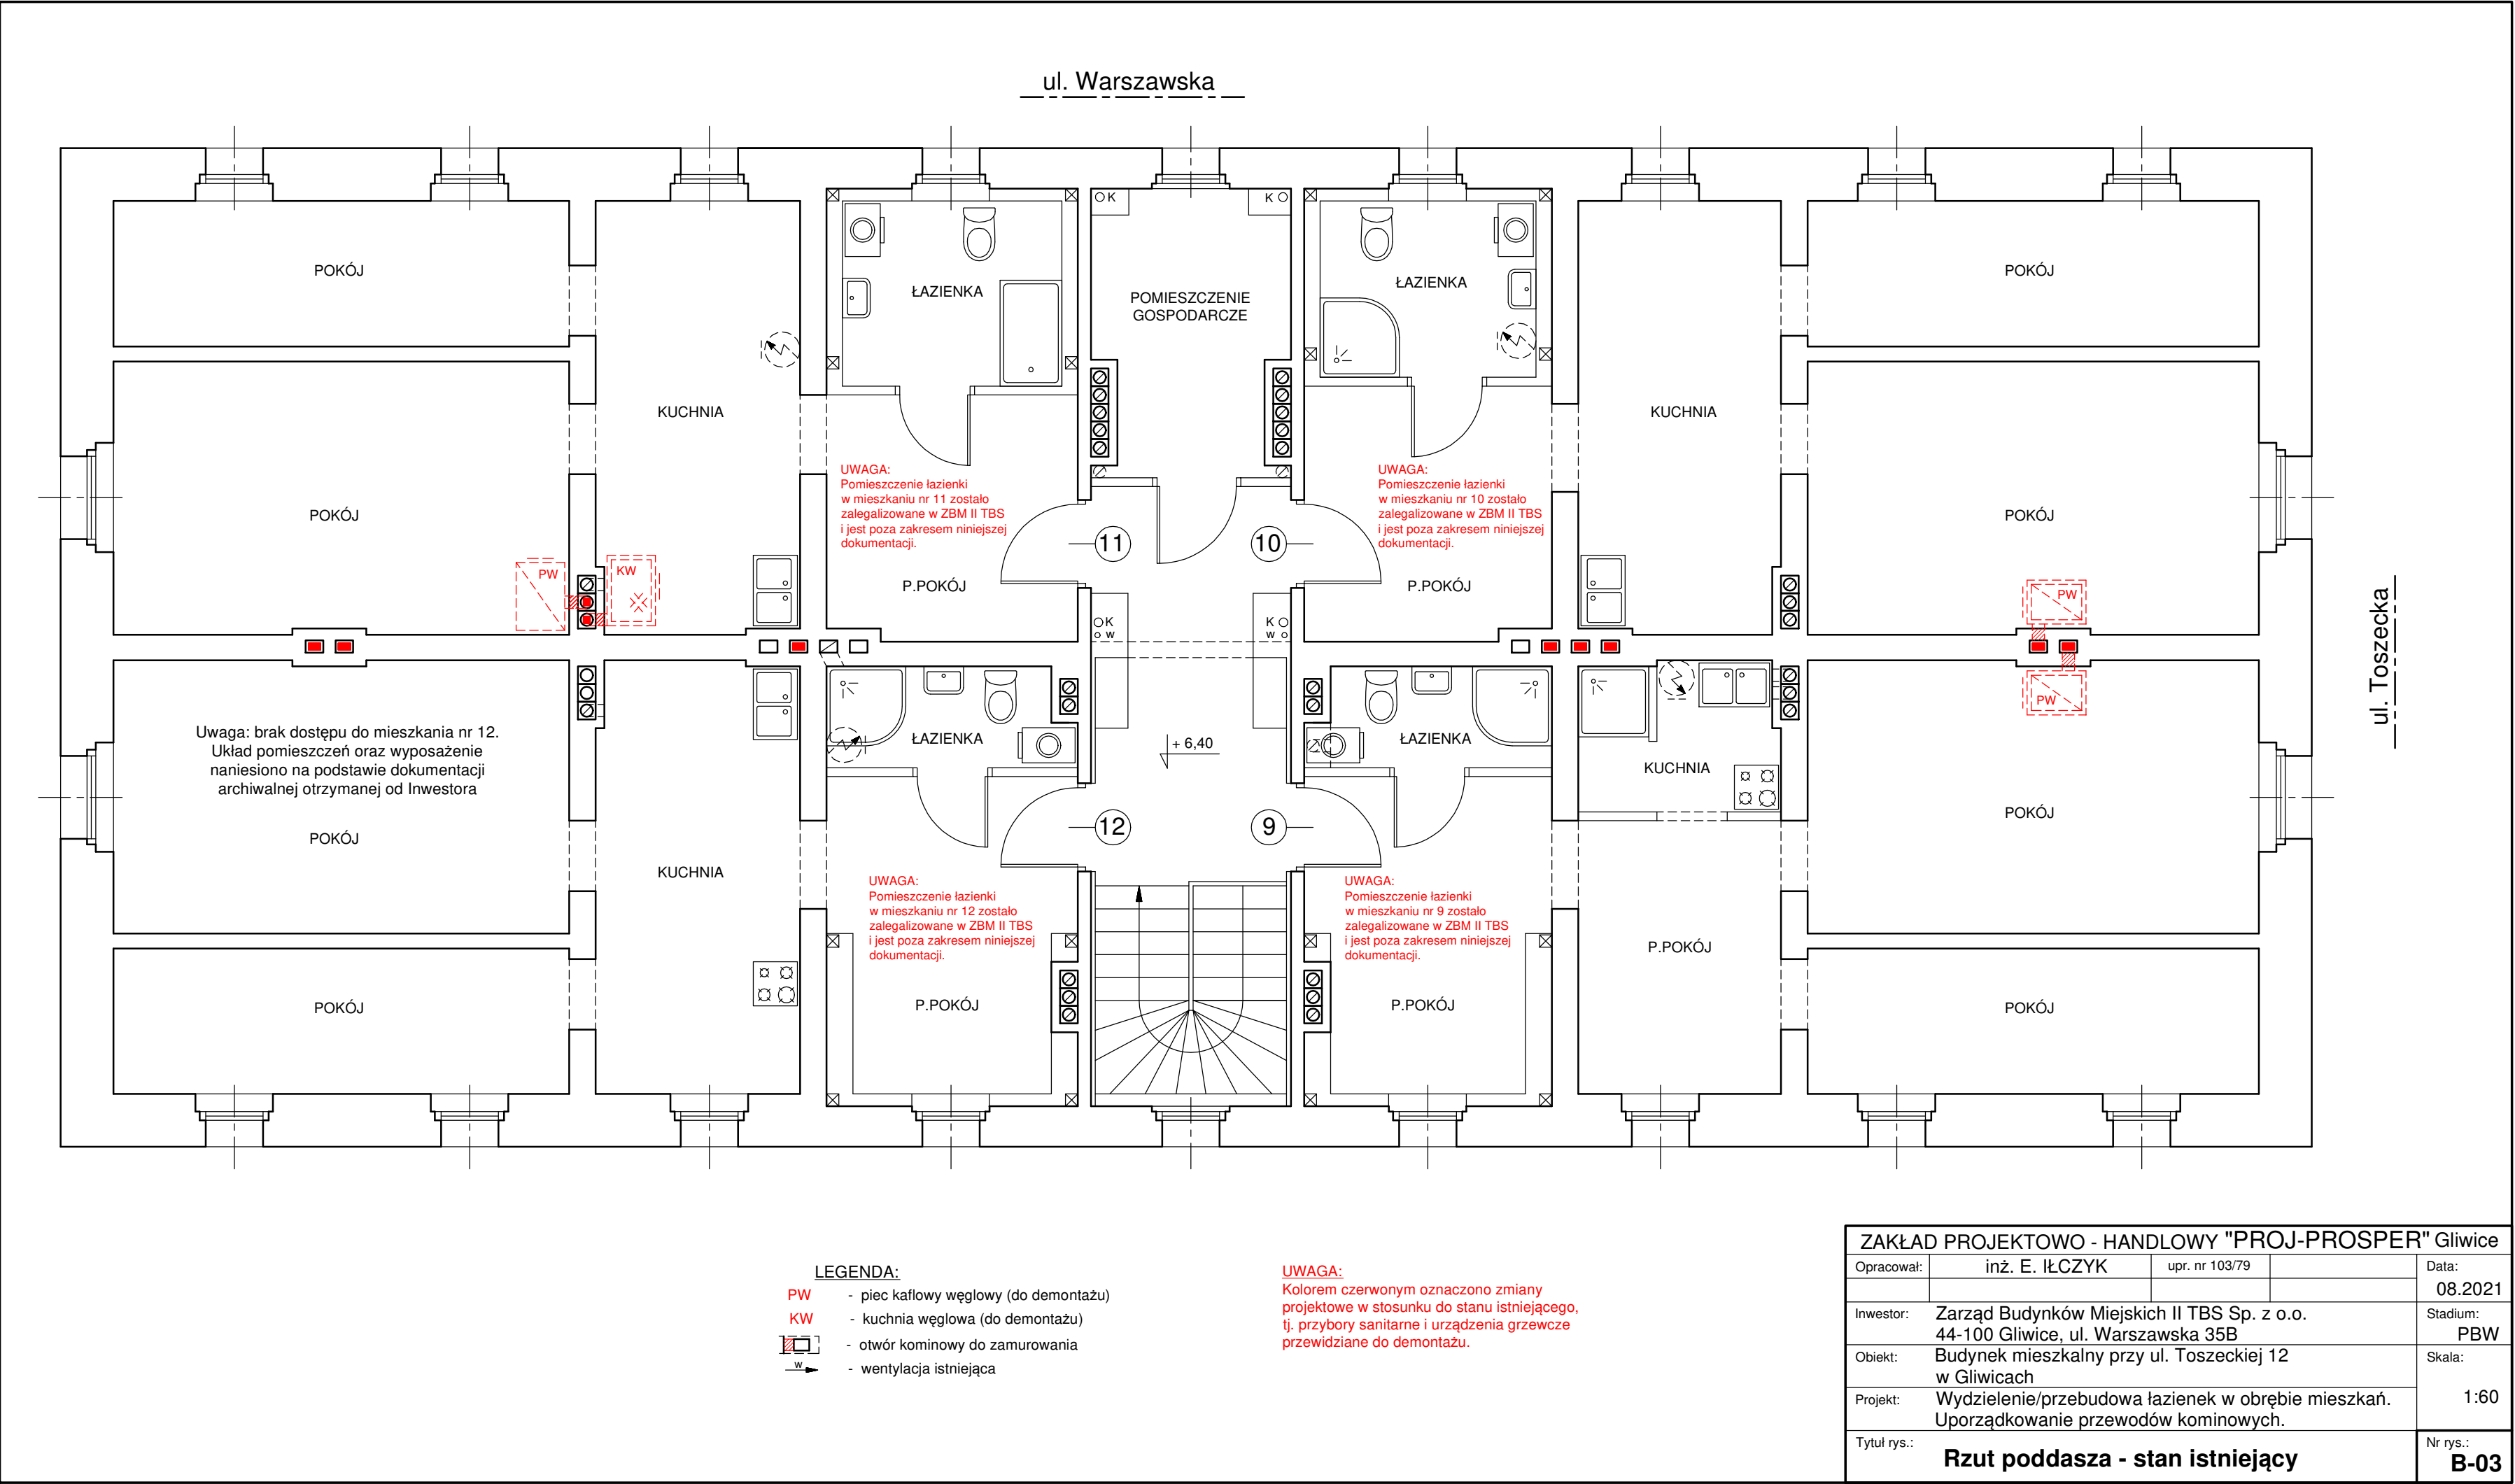 ul. Warszawska
K
K
POKÓJ
ŁAZIENKA
POMIESZCZENIE
GOSPODARCZE
ŁAZIENKA
POKÓJ
KUCHNIA
KUCHNIA
UWAGA:
Pomieszczenie łazienki
w mieszkaniu nr 11 zostało
zalegalizowane w ZBM II TBS
i jest poza zakresem niniejszej
dokumentacji.
UWAGA:
Pomieszczenie łazienki
w mieszkaniu nr 10 zostało
zalegalizowane w ZBM II TBS
i jest poza zakresem niniejszej
dokumentacji.
POKÓJ
11
10
POKÓJ
PW
KW
P.POKÓJ
P.POKÓJ
PW
K
w
K
w
ul. Toszecka
PW
Uwaga: brak dostępu do mieszkania nr 12.
Układ pomieszczeń oraz wyposażenie
naniesiono na podstawie dokumentacji
archiwalnej otrzymanej od Inwestora
POKÓJ
ŁAZIENKA
+ 6,40
ŁAZIENKA
KUCHNIA
POKÓJ
12
9
KUCHNIA
UWAGA:
Pomieszczenie łazienki
w mieszkaniu nr 12 zostało
zalegalizowane w ZBM II TBS
i jest poza zakresem niniejszej
dokumentacji.
UWAGA:
Pomieszczenie łazienki
w mieszkaniu nr 9 zostało
zalegalizowane w ZBM II TBS
i jest poza zakresem niniejszej
dokumentacji.
P.POKÓJ
POKÓJ
P.POKÓJ
P.POKÓJ
POKÓJ
LEGENDA:
PW - piec kaflowy węglowy (do demontażu)
KW - kuchnia węglowa (do demontażu)
- otwór kominowy do zamurowania
w - wentylacja istniejąca
UWAGA:
Kolorem czerwonym oznaczono zmiany
projektowe w stosunku do stanu istniejącego,
tj. przybory sanitarne i urządzenia grzewcze
przewidziane do demontażu.
ZAKŁAD PROJEKTOWO - HANDLOWY "PROJ-PROSPER" Gliwice
Opracował: inż. E. IŁCZYK upr. nr 103/79
Data:
08.2021
Inwestor: Zarząd Budynków Miejskich II TBS Sp. z o.o.
44-100 Gliwice, ul. Warszawska 35B
Stadium:
PBW
Obiekt: Budynek mieszkalny przy ul. Toszeckiej 12
w Gliwicach
Skala:
1:60
Projekt: Wydzielenie/przebudowa łazienek w obrębie mieszkań.
Uporządkowanie przewodów kominowych.
Tytuł rys.: Rzut poddasza - stan istniejący
Nr rys.:
B-03